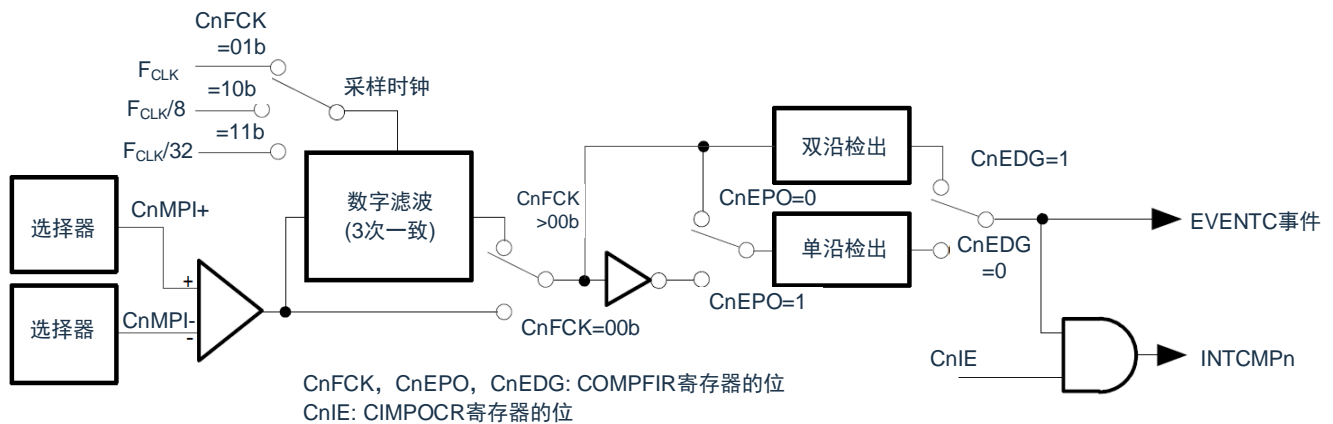 CnFCK
=01b
FCLK
采样时钟
=10b
FCLK/8
=11b
FCLK/32
双沿检出
CnEDG=1
选择器
CnMPI+
数字滤波
(3次一致)
CnFCK
>00b
CnEPO=0
单沿检出
EVENTC事件
CnEDG
=0
+
选择器
CnMPI-
-
CnFCK=00b
CnEPO=1
CnIE
INTCMPn
CnFCK，CnEPO，CnEDG: COMPFIR寄存器的位
CnIE: CIMPOCR寄存器的位